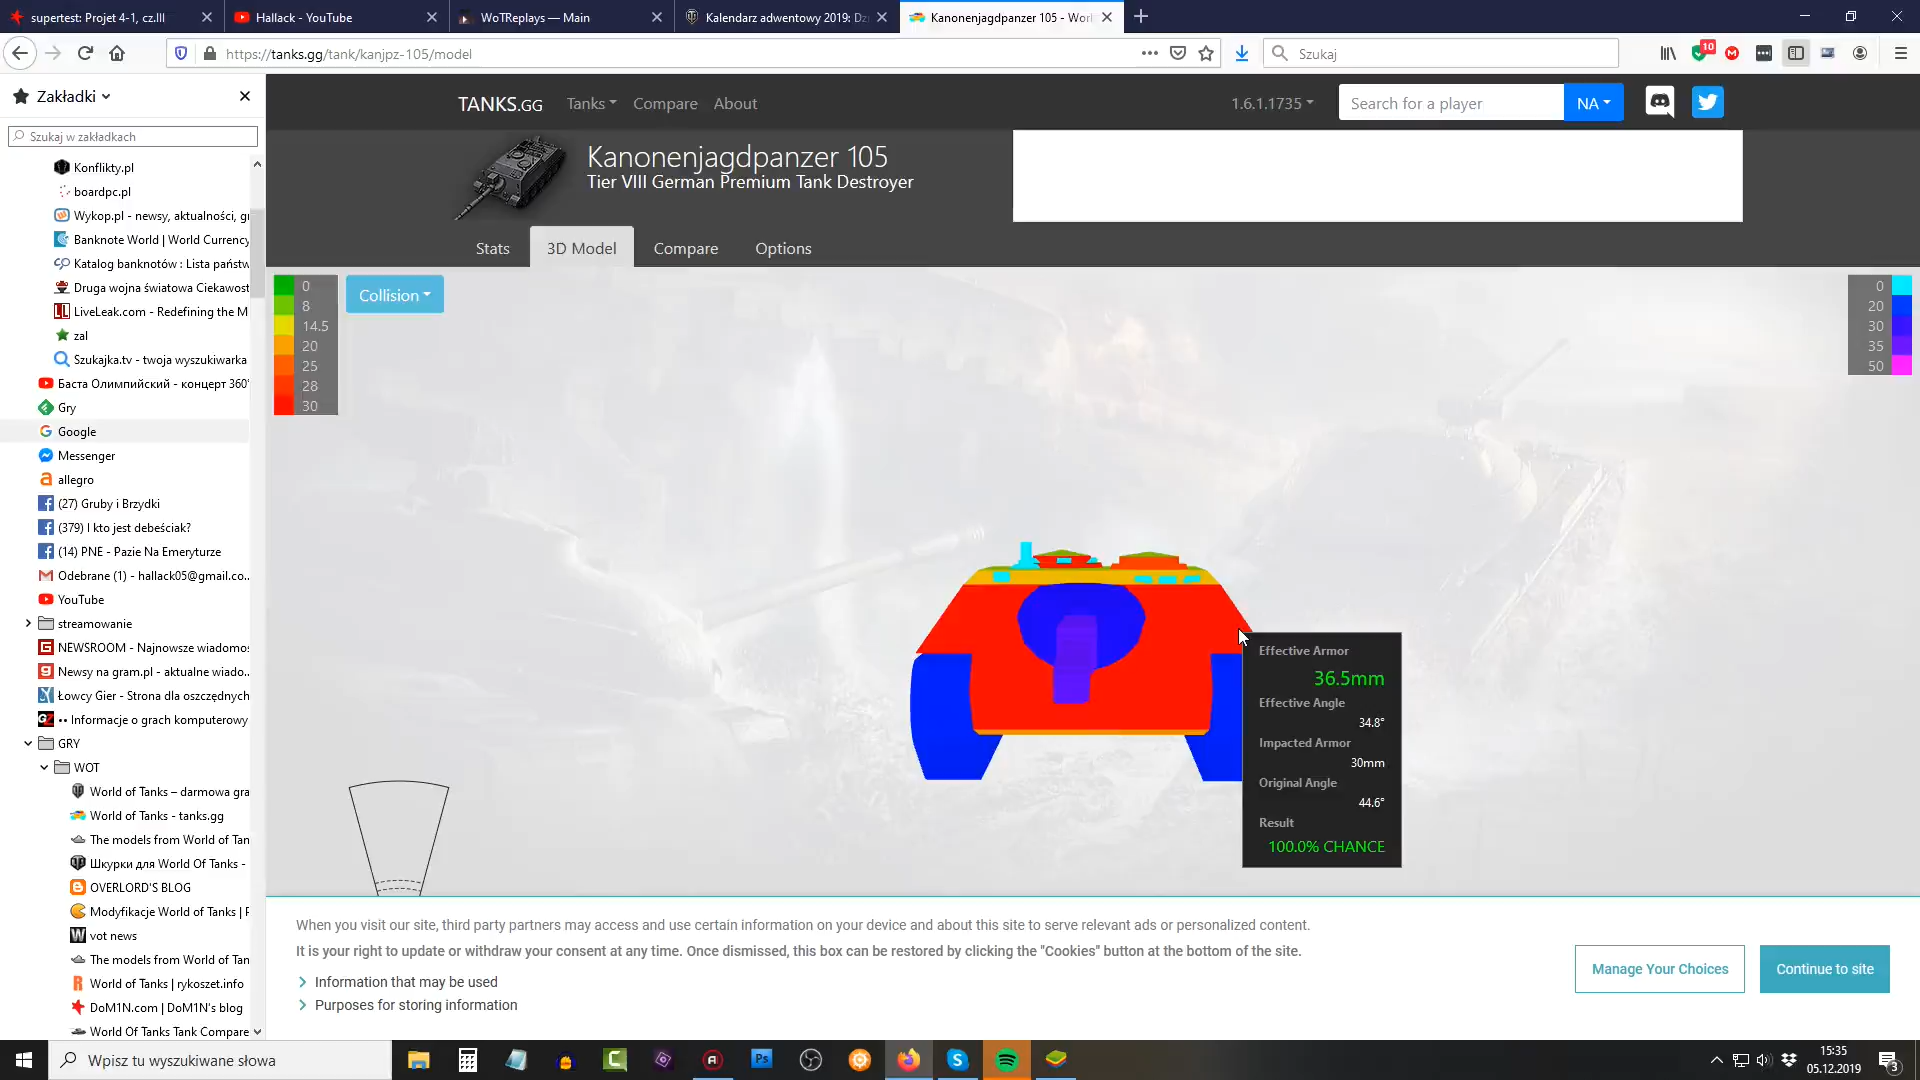 supertest: Projet 4-1, cz.III
Hallack - YouTube
WoTReplays — Main
Kalendarz adwentowy 2019: Dz
Kanonenjagdpanzer 105 - Worl
https://tanks.gg/tank/kanjpz-105/model
Szukaj
10
Zakładki
Szukaj w zakładkach
Konflikty.pl
boardpc.pl
Wykop.pl - newsy, aktualności, gr
Banknote World | World Currency
Katalog banknotów : Lista państw
Druga wojna światowa Ciekawost
LiveLeak.com - Redefining the M
zal
Szukajka.tv - twoja wyszukiwarka
Баста Олимпийский - концерт 360°
Gry
Google
Messenger
allegro
(27) Gruby i Brzydki
(379) I kto jest debeściak?
(14) PNE - Pazie Na Emeryturze
Odebrane (1) - hallack05@gmail.co...
YouTube
streamowanie
NEWSROOM - Najnowsze wiadomoś
Newsy na gram.pl - aktualne wiado...
Łowcy Gier - Strona dla oszczędnych
•• Informacje o grach komputerowy
GRY
WOT
World of Tanks – darmowa gra
World of Tanks - tanks.gg
The models from World of Tan
Шкурки для World Of Tanks -
OVERLORD'S BLOG
Modyfikacje World of Tanks | F
vot news
The models from World of Tan
World of Tanks | rykoszet.info
DoM1N.com | DoM1N's blog
World Of Tanks Tank Compare
TANKS.GG
Tanks
Compare
About
1.6.1.1735
Search for a player
NA
Kanonenjagdpanzer 105
Tier VIII German Premium Tank Destroyer
Stats
3D Model
Compare
Options
0
8
14.5
20
25
28
30
Collision
0
20
30
35
50
Effective Armor
36.5mm
Effective Angle
34.8°
Impacted Armor
30mm
Original Angle
44.6°
Result
100.0% CHANCE
When you visit our site, third party partners may access and use certain information on your device and about this site to serve relevant ads or personalized content.
It is your right to update or withdraw your consent at any time. Once dismissed, this box can be restored by clicking the "Cookies" button at the bottom of the site.
Information that may be used
Purposes for storing information
Manage Your Choices
Continue to site
Wpisz tu wyszukiwane słowa
Ps
15:35
05.12.2019
3